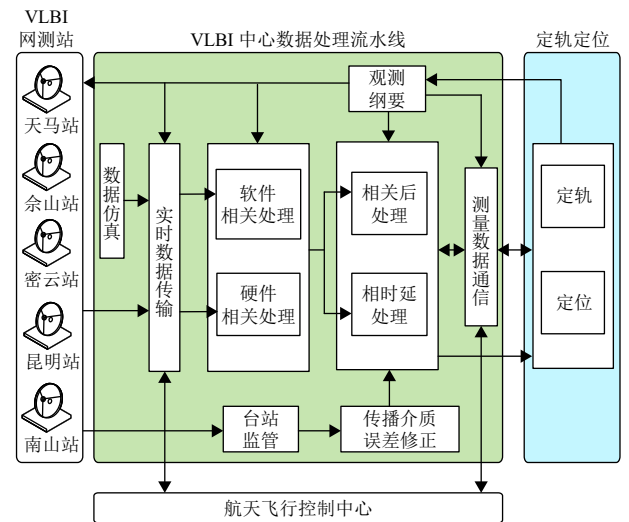 VLBI
网测站
天马站
佘山站
密云站
昆明站
南山站
VLBI 中心数据处理流水线
观测
纲要
数据仿真
实时数据传输
软件
相关处理
硬件
相关处理
相关后
处理
相时延
处理
测量数据通信
台站
监管
传播介质
误差修正
定轨定位
定轨
定位
航天飞行控制中心